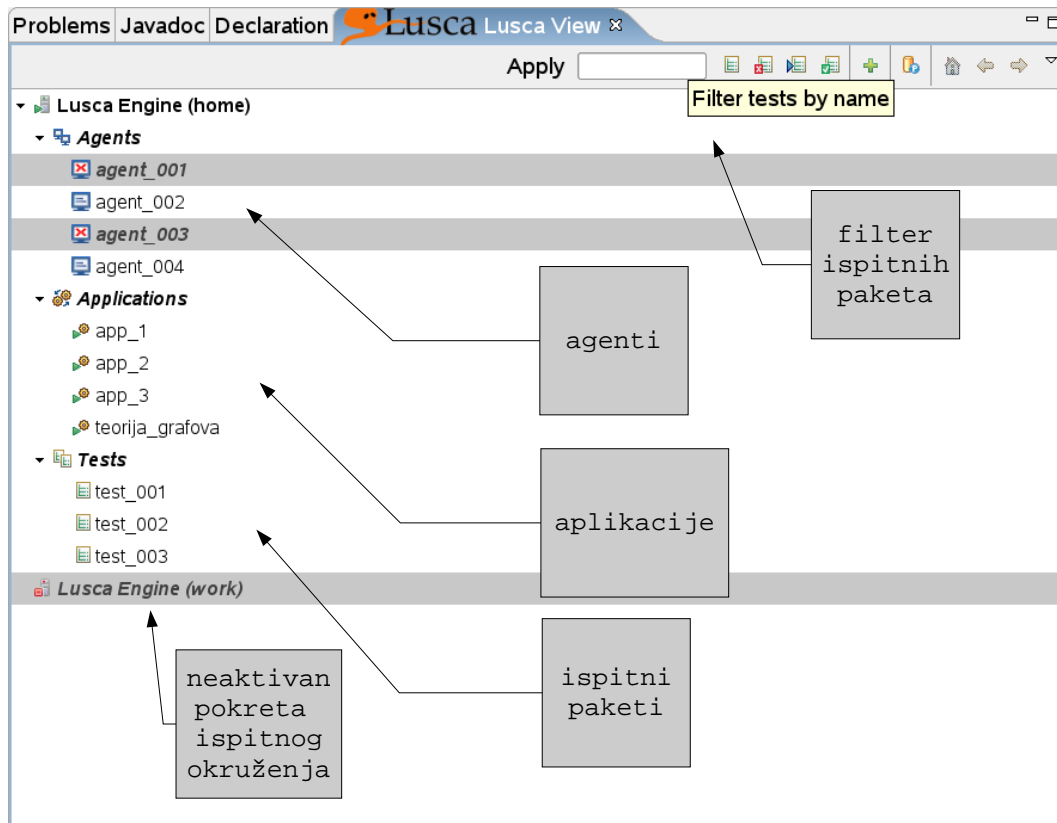 Problems Javadoc Declaration Lusca Lusca View
Apply
Filter tests by name
Lusca Engine (home)
Agents
agent_001
agent_002
agent_003
agent_004
Applications
app_1
app_2
app_3
teorija_grafova
Tests
test_001
test_002
test_003
Lusca Engine (work)
filter
ispitnih
paketa
agenti
aplikacije
ispitni
paketi
neaktivan
pokreta
ispitnog
okruženja